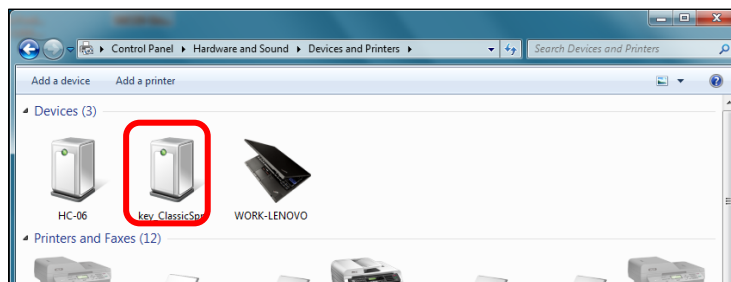 Control Panel Hardware and Sound Devices and Printers Search Devices and Printers
Add a device Add a printer
Devices (3)
HC-06 key_ClassicSpr WORK-LENOVO
Printers and Faxes (12)